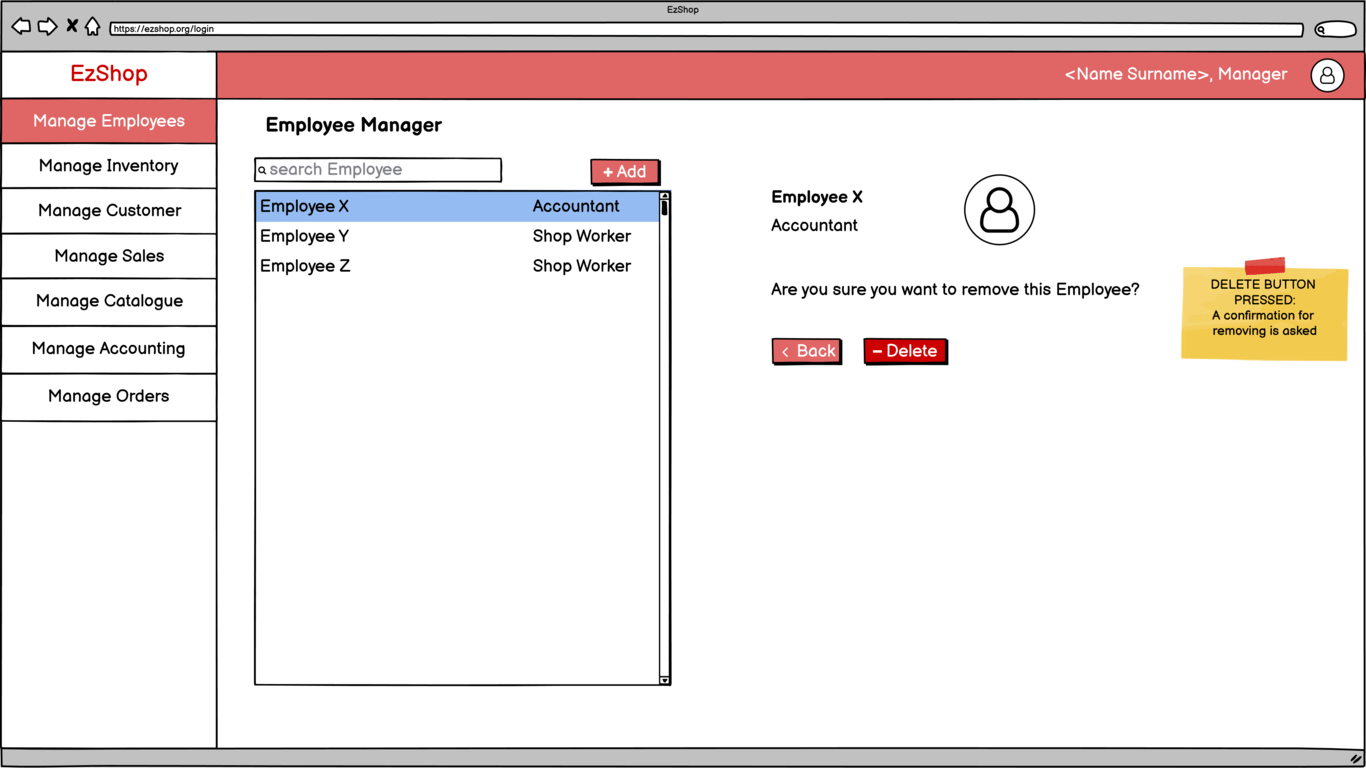 EzShop
https://ezshop.org/login
EzShop
<Name Surname>, Manager
Manage Employees
Manage Inventory
Manage Customer
Manage Sales
Manage Catalogue
Manage Accounting
Manage Orders
Employee Manager
search Employee
+ Add
Employee X Accountant
Employee Y Shop Worker
Employee Z Shop Worker
Employee X
Accountant
Are you sure you want to remove this Employee?
< Back
– Delete
DELETE BUTTON
PRESSED:
A confirmation for
removing is asked